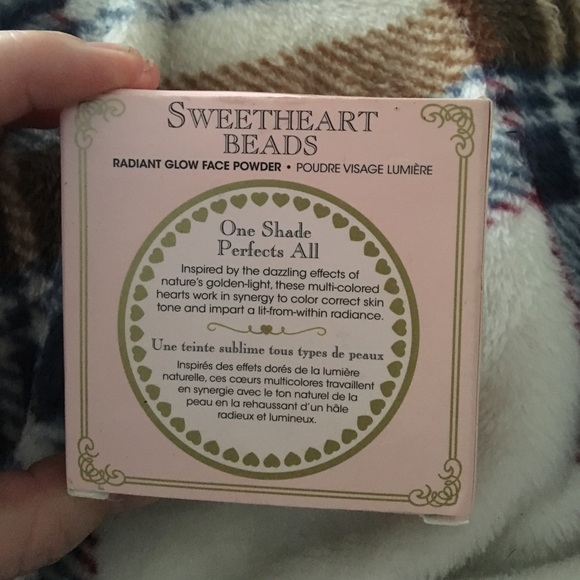 SWEETHEART
BEADS
RADIANT GLOW FACE POWDER • POUDRE VISAGE LUMIÈRE
One Shade
Perfects All
Inspired by the dazzling effects of
nature's golden-light, these multi-colored
hearts work in synergy to color correct skin
tone and impart a lit-from-within radiance.
Une teinte sublime tous types de peaux
Inspirés des effets dorés de la lumière
naturelle, ces cœurs multicolores travaillent
en synergie avec le ton naturel de la
peau en la rehaussant d'un hâle
radieux et lumineux.